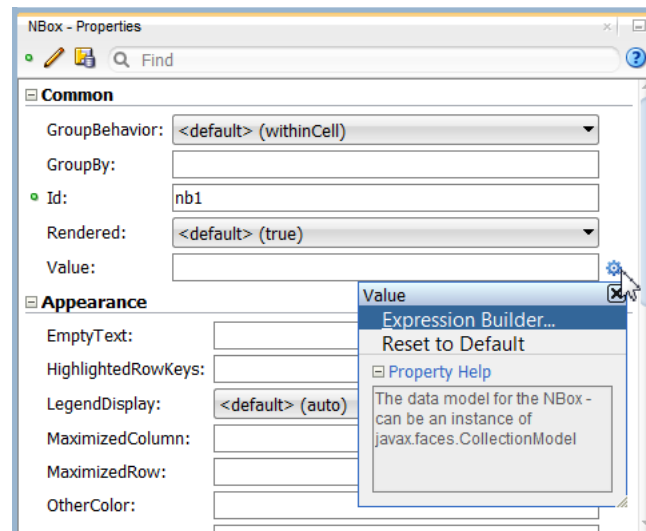 NBox - Properties
Find
Common
GroupBehavior: <default> (withinCell)
GroupBy:
Id: nb1
Rendered: <default> (true)
Value:
Appearance
Value
Expression Builder...
Reset to Default
Property Help
The data model for the NBox -
can be an instance of
javax.faces.CollectionModel
EmptyText:
HighlightedRowKeys:
LegendDisplay: <default> (auto)
MaximizedColumn:
MaximizedRow:
OtherColor: